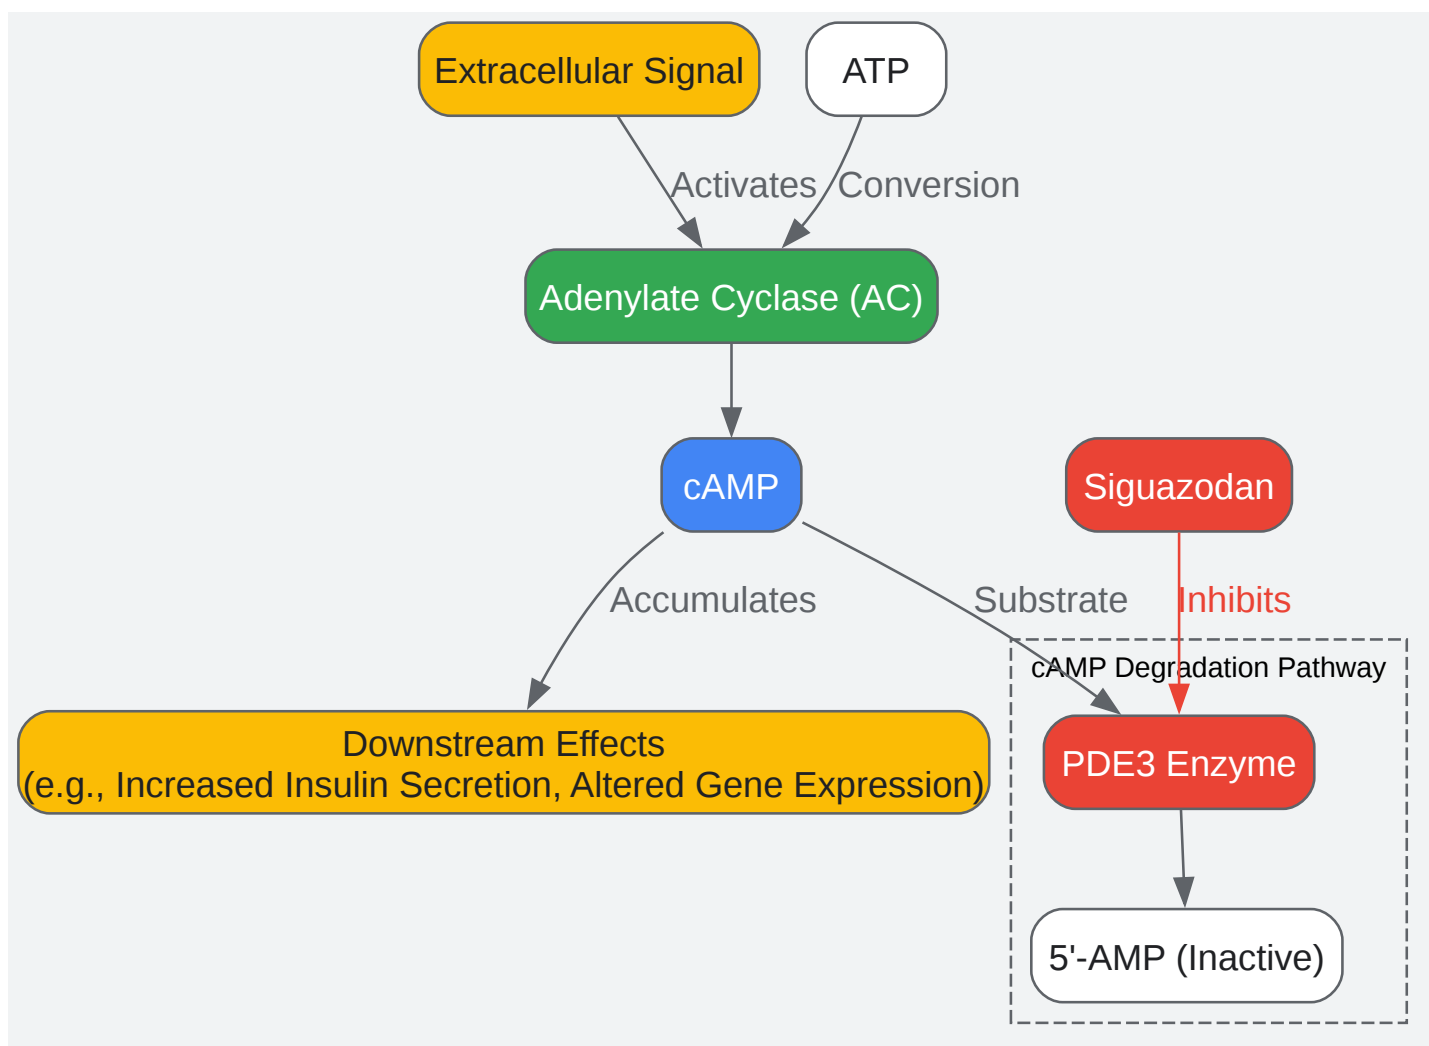 Extracellular Signal
ATP
Activates
Conversion
Adenylate Cyclase (AC)
cAMP
Siguazodan
Accumulates
Substrate
Inhibits
cAMP Degradation Pathway
Downstream Effects
(e.g., Increased Insulin Secretion, Altered Gene Expression)
PDE3 Enzyme
5'-AMP (Inactive)